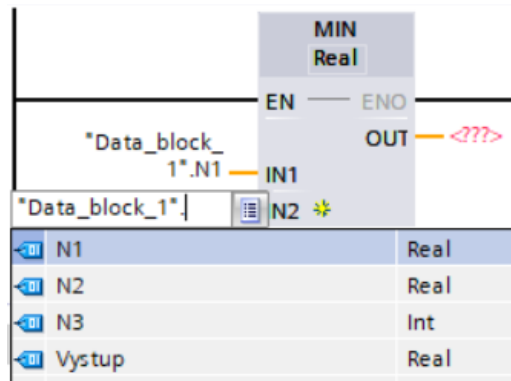 MIN
Real
EN ENO
"Data_block_
1".N1
IN1
OUT
<???>
"Data_block_1".
N2
N1 Real
N2 Real
N3 Int
Vystup Real